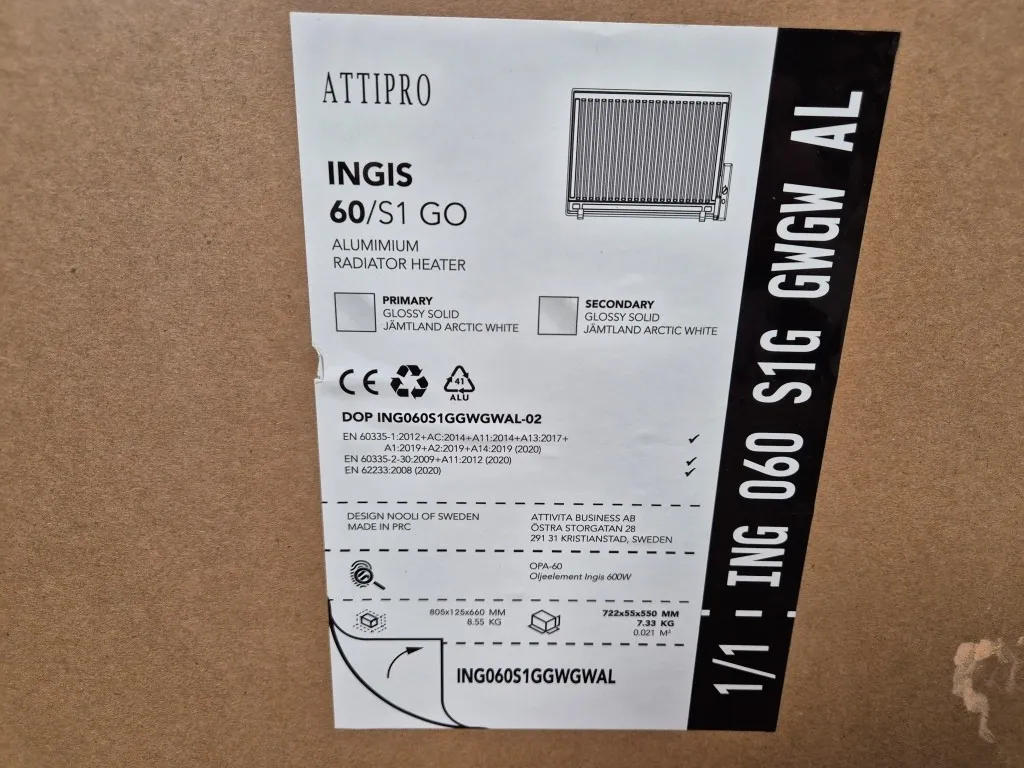 ATTIPRO
INGIS
60/S1 GO
ALUMIMIUM
RADIATOR HEATER
PRIMARY
GLOSSY SOLID
JÄMTLAND ARCTIC WHITE
SECONDARY
GLOSSY SOLID
JÄMTLAND ARCTIC WHITE
CE
41
ALU
DOP ING060S1GGWGWAL-02
EN 60335-1:2012+AC:2014+A11:2014+A13:2017+
A1:2019+A2:2019+A14:2019 (2020)
EN 60335-2-30:2009+A11:2012 (2020)
EN 62233:2008 (2020)
DESIGN NOOLI OF SWEDEN
MADE IN PRC
ATTIVITA BUSINESS AB
ÖSTRA STORGATAN 28
291 31 KRISTIANSTAD, SWEDEN
OPA-60
Oljeelement Ingis 600W
805x125x660 MM
8.55 KG
722x55x550 MM
7.33 KG
0.021 M³
ING060S1GGWGWAL
1/1 - ING 060 S1G GWGW AL